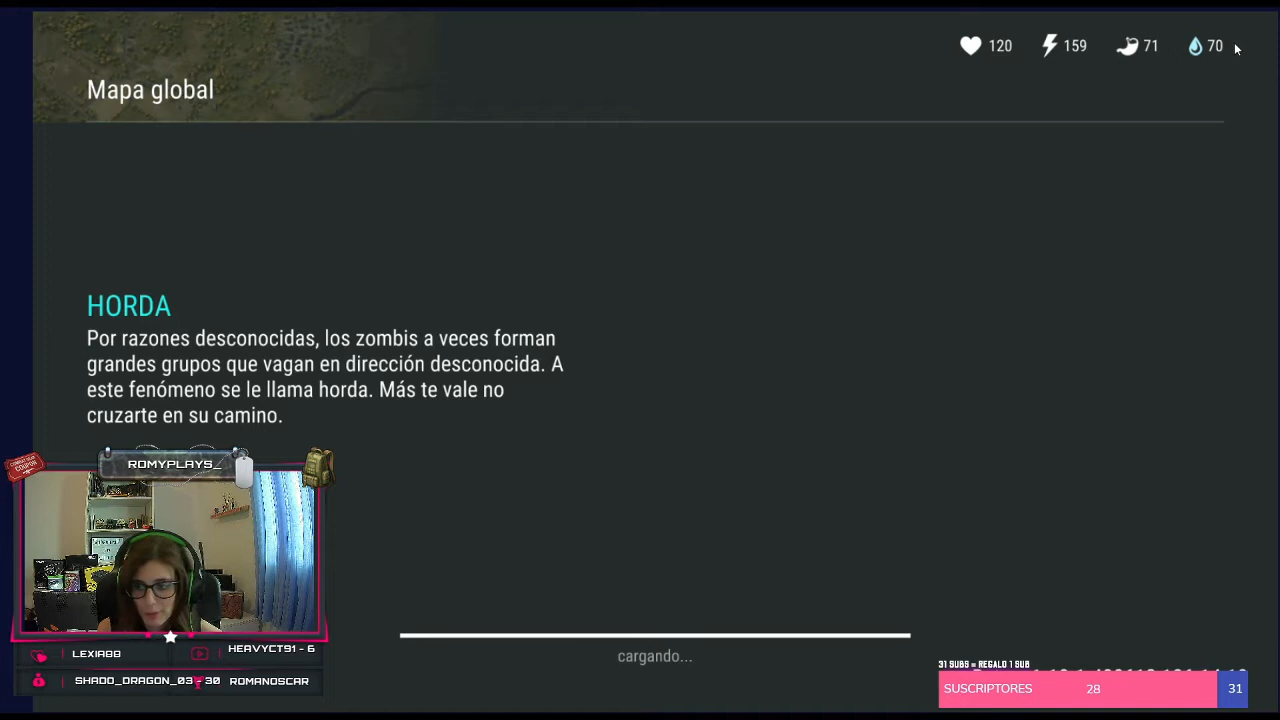 120 159 71 70
Mapa global
HORDA
Por razones desconocidas, los zombis a veces forman
grandes grupos que vagan en dirección desconocida. A
este fenómeno se le llama horda. Más te vale no
cruzarte en su camino.
ROMYPLAYS_
LEXIA88
HEAVYCT91 - 6
SHADO_DRAGON_03 - 30
ROMANOSCAR
cargando...
31 SUBS = REGALO 1 SUB
SUSCRIPTORES 28 31